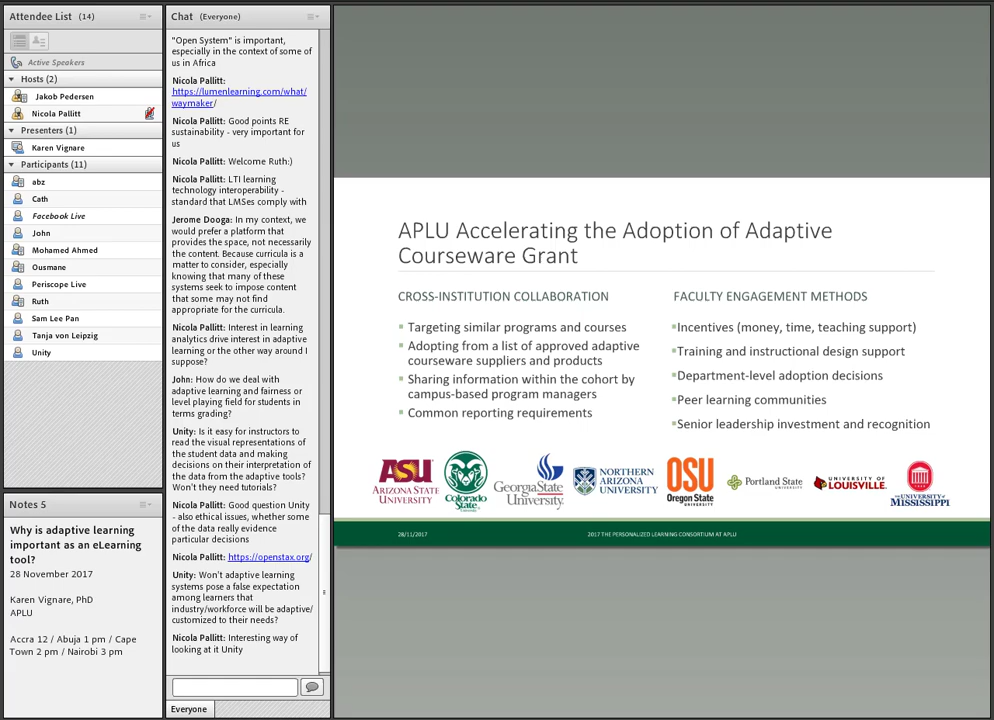 Attendee List (14)
Active Speakers
Hosts (2)
Jakob Pedersen
Nicola Pallitt
Presenters (1)
Karen Vignare
Participants (11)
abz
Cath
Facebook Live
John
Mohamed Ahmed
Ousmane
Periscope Live
Ruth
Sam Lee Pan
Tanja von Leipzig
Unity
Notes 5
Why is adaptive learning
important as an eLearning
tool?
28 November 2017
Karen Vignare, PhD
APLU
Accra 12 / Abuja 1 pm / Cape
Town 2 pm / Nairobi 3 pm
Chat (Everyone)
"Open System" is important,
especially in the context of some of
us in Africa
Nicola Pallitt:
https://lumenlearning.com/what/
waymaker/
Nicola Pallitt: Good points RE
sustainability - very important for
us
Nicola Pallitt: Welcome Ruth:)
Nicola Pallitt: LTI learning
technology interoperability -
standard that LMSes comply with
Jerome Dooga: In my context, we
would prefer a platform that
provides the space, not necessarily
the content. Because curricula is a
matter to consider, especially
knowing that many of these
systems seek to impose content
that some may not find
appropriate for the curricula.
Nicola Pallitt: Interest in learning
analytics drive interest in adaptive
learning or the other way around I
suppose?
John: How do we deal with
adaptive learning and fairness or
level playing field for students in
terms grading?
Unity: Is it easy for instructors to
read the visual representations of
the student data and making
decisions on their interpretation of
the data from the adaptive tools?
Won't they need tutorials?
Nicola Pallitt: Good question Unity
- also ethical issues, whether some
of the data really evidence
particular decisions
Nicola Pallitt: https://openstax.org/
Unity: Won't adaptive learning
systems pose a false expectation
among learners that
industry/workforce will be adaptive/
customized to their needs?
Nicola Pallitt: Interesting way of
looking at it Unity
Everyone
APLU Accelerating the Adoption of Adaptive
Courseware Grant
CROSS-INSTITUTION COLLABORATION
Targeting similar programs and courses
Adopting from a list of approved adaptive
courseware suppliers and products
Sharing information within the cohort by
campus-based program managers
Common reporting requirements
FACULTY ENGAGEMENT METHODS
Incentives (money, time, teaching support)
Training and instructional design support
Department-level adoption decisions
Peer learning communities
Senior leadership investment and recognition
ASU
ARIZONA STATE
UNIVERSITY
Colorado
State
GeorgiaState
University
NORTHERN
ARIZONA
UNIVERSITY
OSU
Oregon State
UNIVERSITY
Portland State
UNIVERSITY
UNIVERSITY OF
LOUISVILLE
THE UNIVERSITY of
MISSISSIPPI
28/11/2017
2017 THE PERSONALIZED LEARNING CONSORTIUM AT APLU